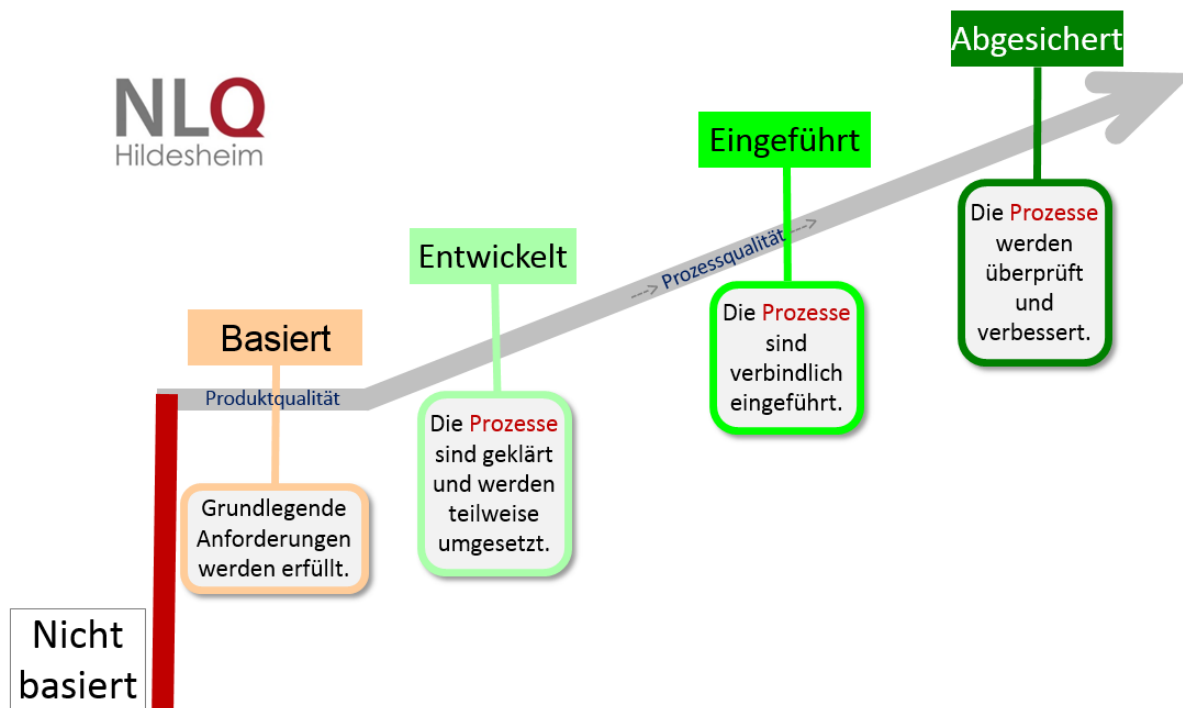 NLQ
Hildesheim
Abgesichert
Die Prozesse
werden
überprüft
und
verbessert.
Eingeführt
Die Prozesse
sind
verbindlich
eingeführt.
---> Prozessqualität --->
Entwickelt
Die Prozesse
sind geklärt
und werden
teilweise
umgesetzt.
Basiert
Produktqualität
Grundlegende
Anforderungen
werden erfüllt.
Nicht
basiert